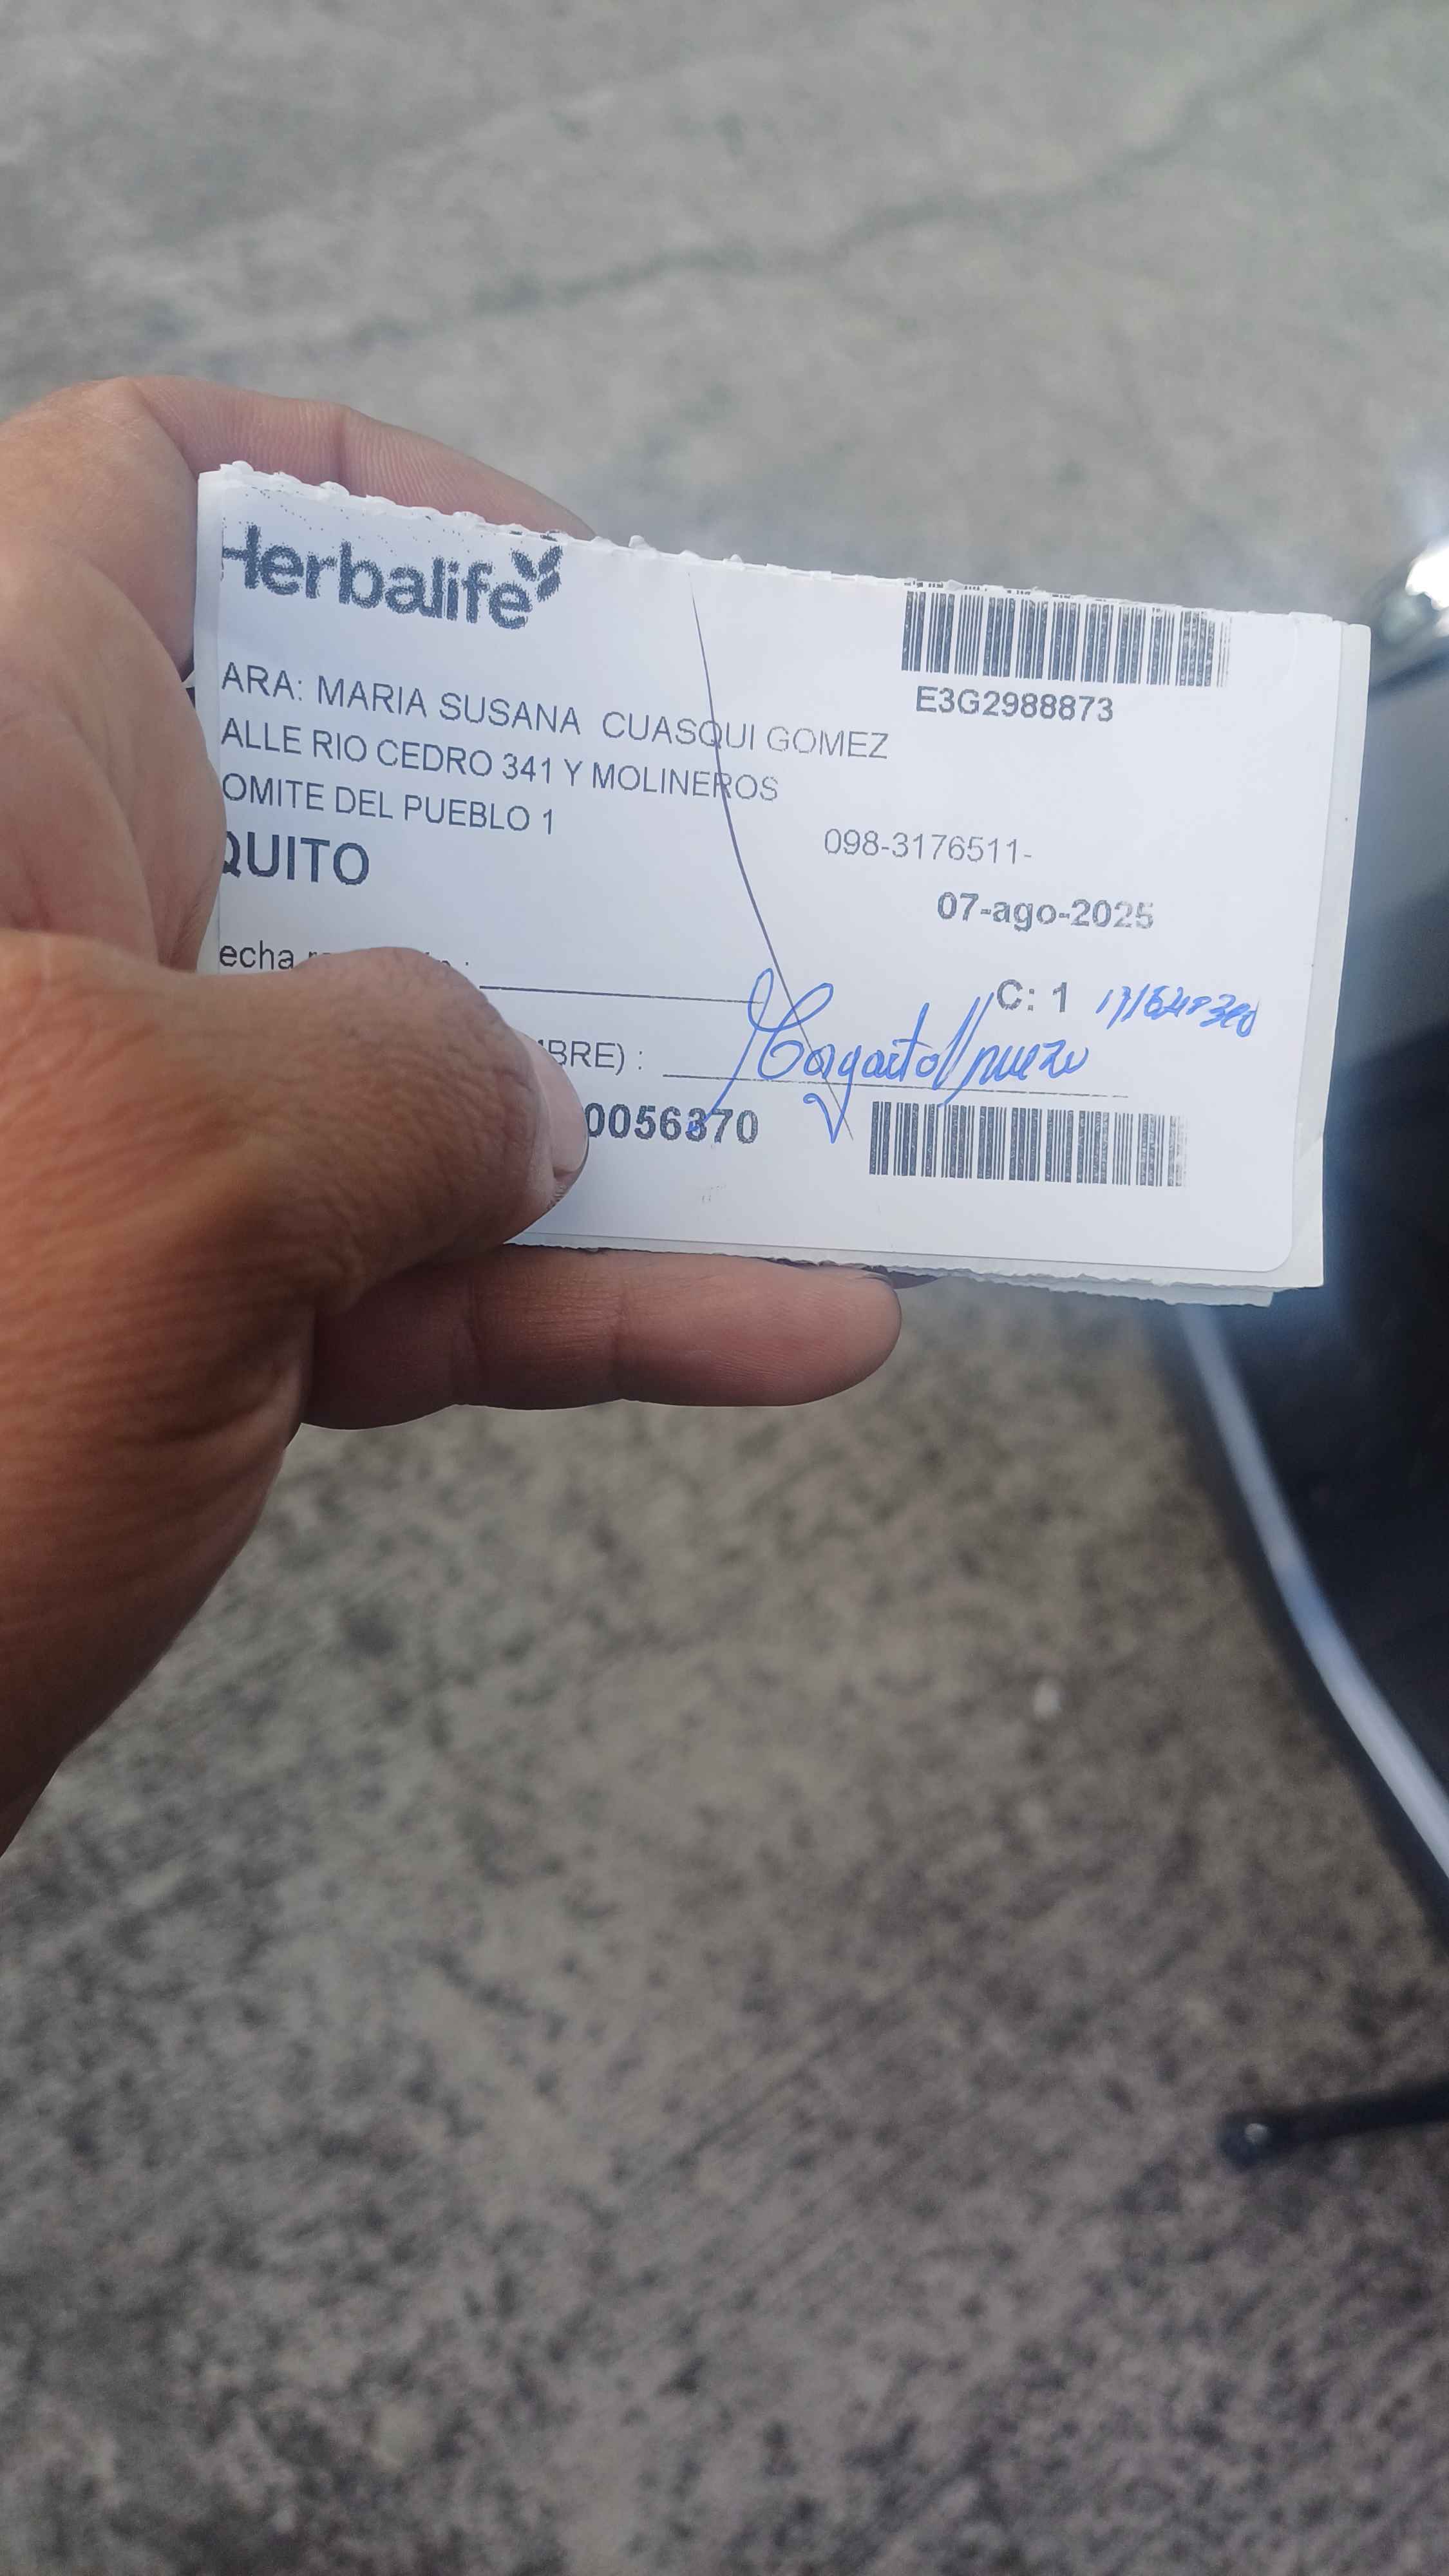 Herbalife
E3G2988873
ARA: MARIA SUSANA CUASQUI GOMEZ
ALLE RIO CEDRO 341 Y MOLINEROS
OMITE DEL PUEBLO 1
098-3176511-
QUITO
07-ago-2025
echa
C: 1
BRE) :
0056370